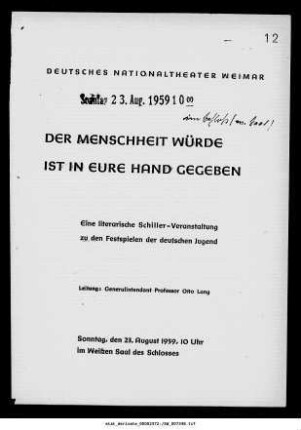 12
DEUTSCHES NATIONALTHEATER WEIMAR
Sonntag 23. Aug. 1959 10 00
DER MENSCHHEIT WÜRDE
IST IN EURE HAND GEGEBEN
Eine literarische Schiller-Veranstaltung
zu den Festspielen der deutschen Jugend
Leitung: Generalintendant Professor Otto Lang
Sonntag, den 23. August 1959, 10 Uhr
im Weißen Saal des Schlosses